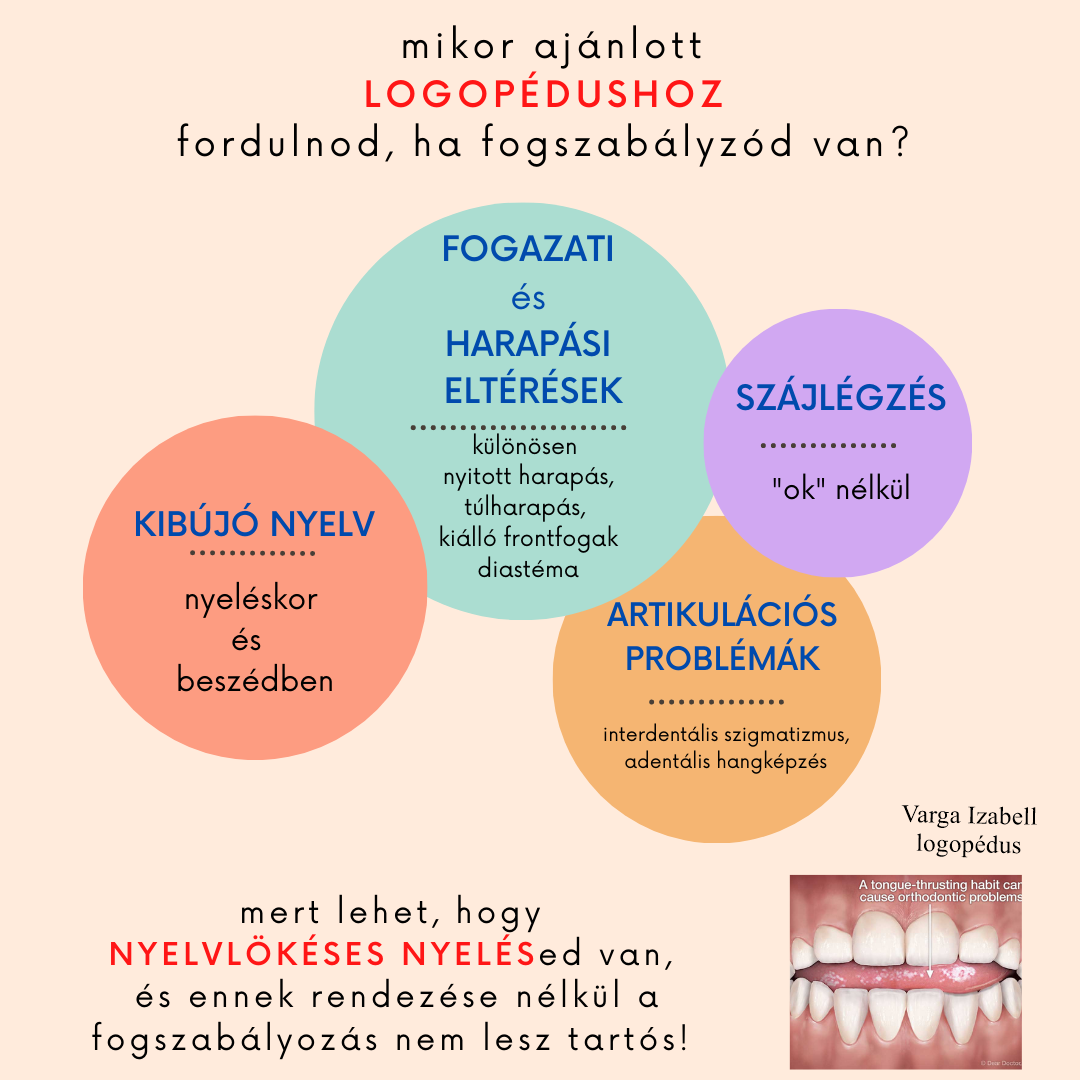 mikor ajánlott
LOGOPÉDUSHOZ
fordulnod, ha fogszabályzód van?
FOGAZATI
és
HARAPÁSI
ELTÉRÉSEK
különösen
nyitott harapás,
túlharapás,
kiálló frontfogak
diastéma
SZÁJLÉGZÉS
"ok" nélkül
KIBÚJÓ NYELV
nyeléskor
és
beszédben
ARTIKULÁCIÓS
PROBLÉMÁK
interdentális szigmatizmus,
adentális hangképzés
Varga Izabell
logopédus
A tongue-thrusting habit can
cause orthodontic problems
mert lehet, hogy
NYELVLÖKÉSES NYELÉSed van,
és ennek rendezése nélkül a
fogszabályozás nem lesz tartós!